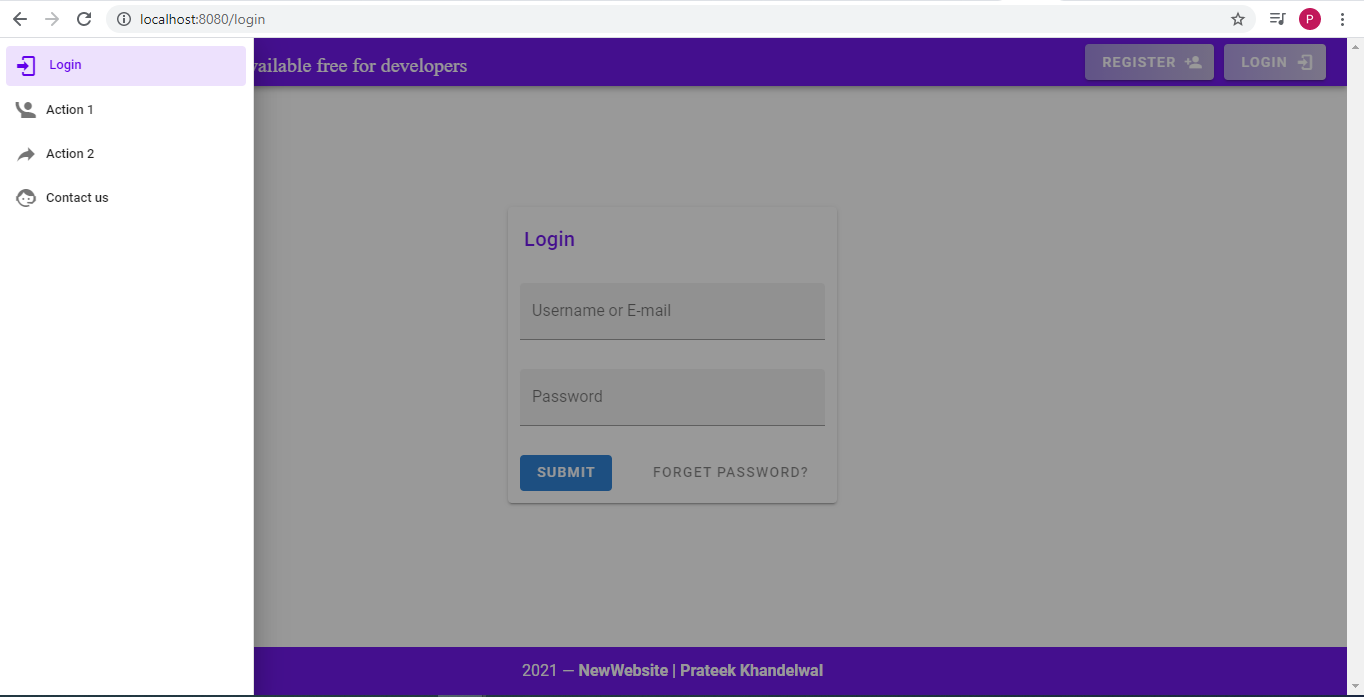 localhost:8080/login
P
Login
Action 1
Action 2
Contact us
free for developers
REGISTER
LOGIN
Login
Username or E-mail
Password
SUBMIT
FORGET PASSWORD?
2021 — NewWebsite | Prateek Khandelwal